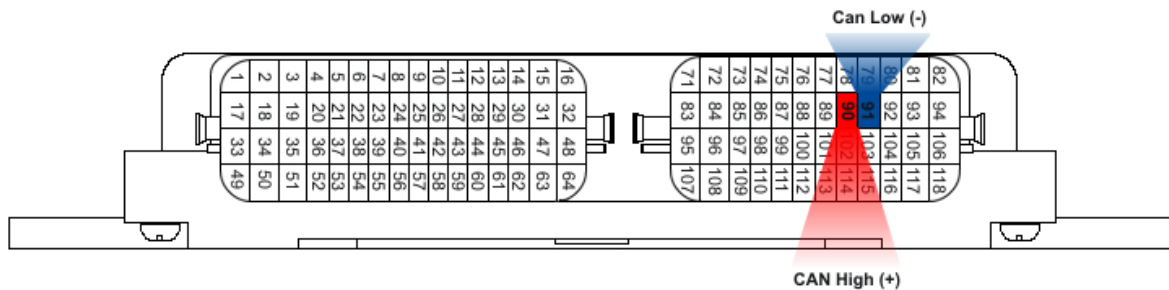 Can Low (-)
1 2 3 4 5 6 7 8 9 10 11 12 13 14 15 16 71 72 73 74 75 76 77 78 79 80 81 82
17 18 19 20 21 22 23 24 25 26 27 28 29 30 31 32 83 84 85 86 87 88 89 90 91 92 93 94
33 34 35 36 37 38 39 40 41 42 43 44 45 46 47 48 95 96 97 98 99 100 101 102 103 104 105 106
49 50 51 52 53 54 55 56 57 58 59 60 61 62 63 64 107 108 109 110 111 112 113 114 115 116 117 118
CAN High (+)